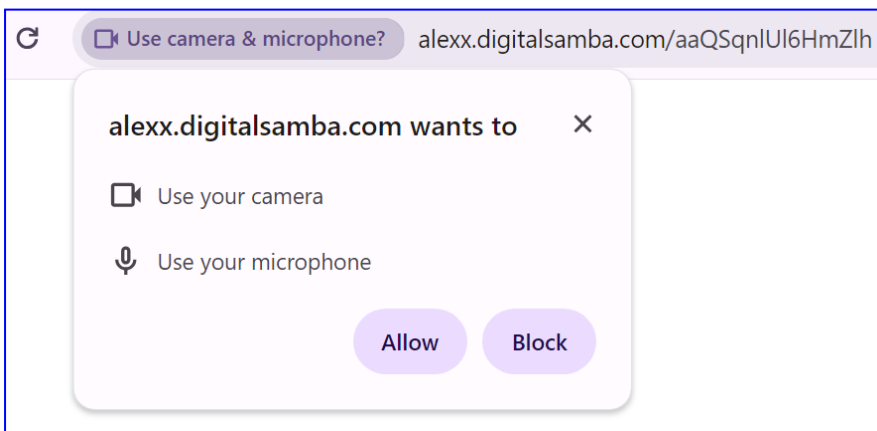 Use camera & microphone? alexx.digitalsamba.com/aaQSqnlUl6HmZlh
alexx.digitalsamba.com wants to
Use your camera
Use your microphone
Allow Block